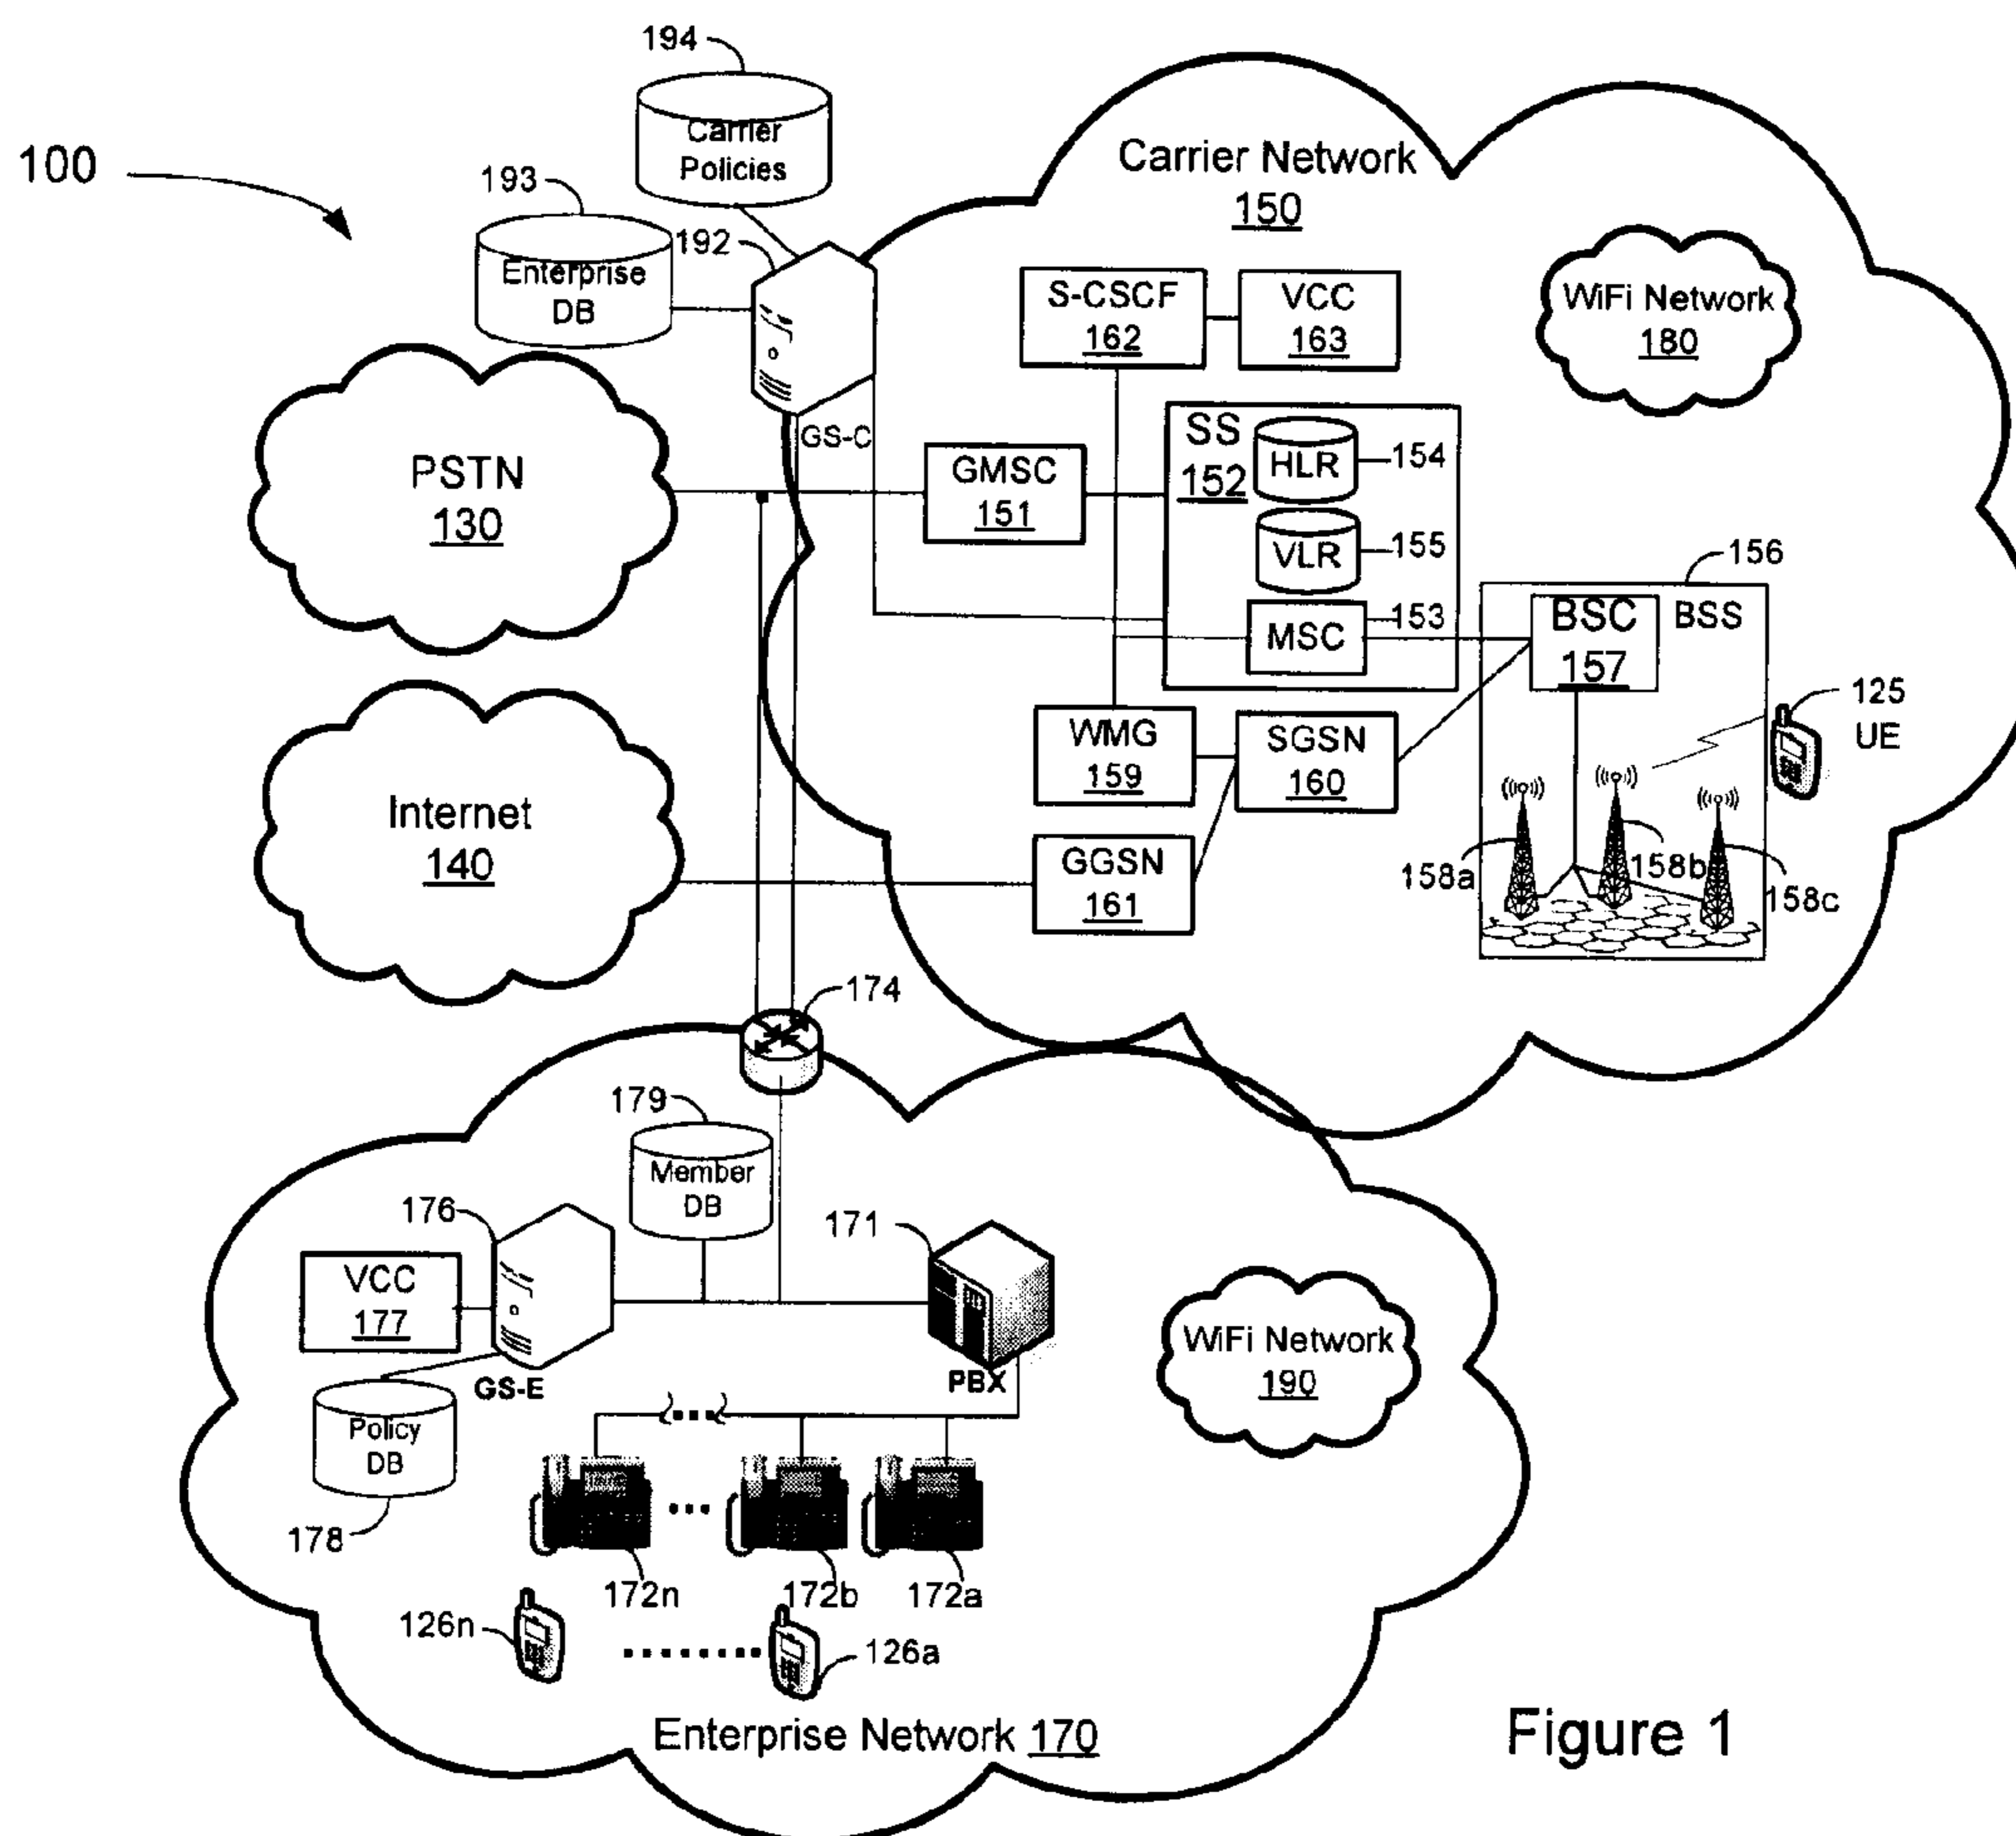 100
194
Carrier
Policies
193
Enterprise
DB
192
GS-C
Carrier Network
150
WiFi Network
180
S-CSCF
162
VCC
163
PSTN
130
GMSC
151
SS
152
HLR
154
VLR
155
MSC
153
156
BSS
BSC
157
125
UE
WMG
159
SGSN
160
GGSN
161
158a
158b
158c
Internet
140
174
179
Member
DB
176
VCC
177
GS-E
171
PBX
WiFi Network
190
Policy
DB
178
172n
172b
172a
126n
126a
Enterprise Network 170
Figure 1